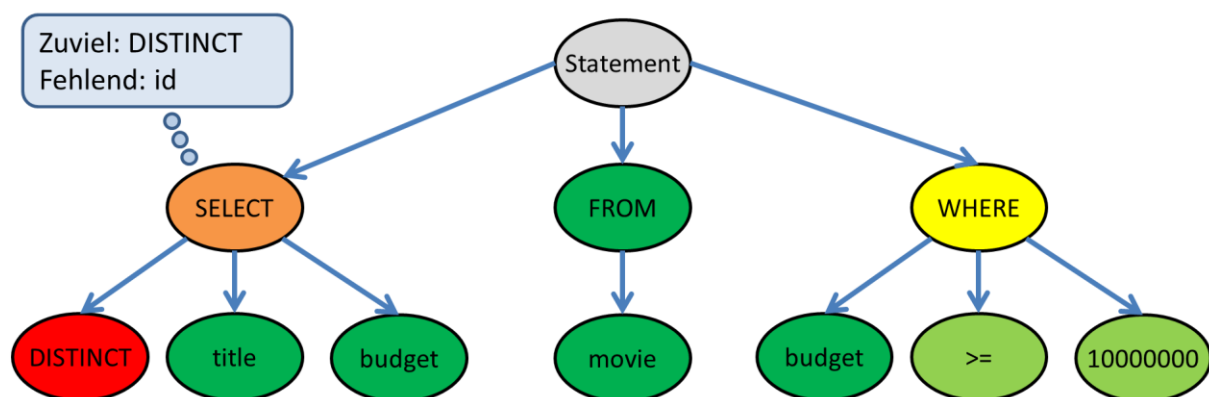 Zuviel: DISTINCT
Fehlend: id
Statement
SELECT
FROM
WHERE
DISTINCT
title
budget
movie
budget
>=
10000000